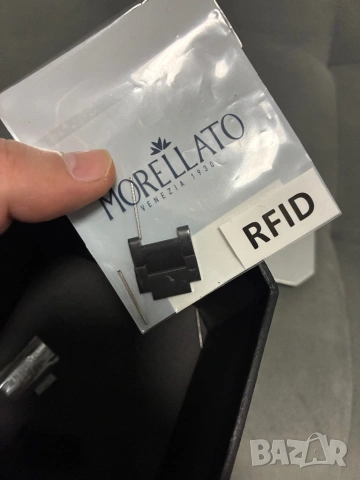 MORELLATO
VENEZIA 1930
RFID
BAZAR